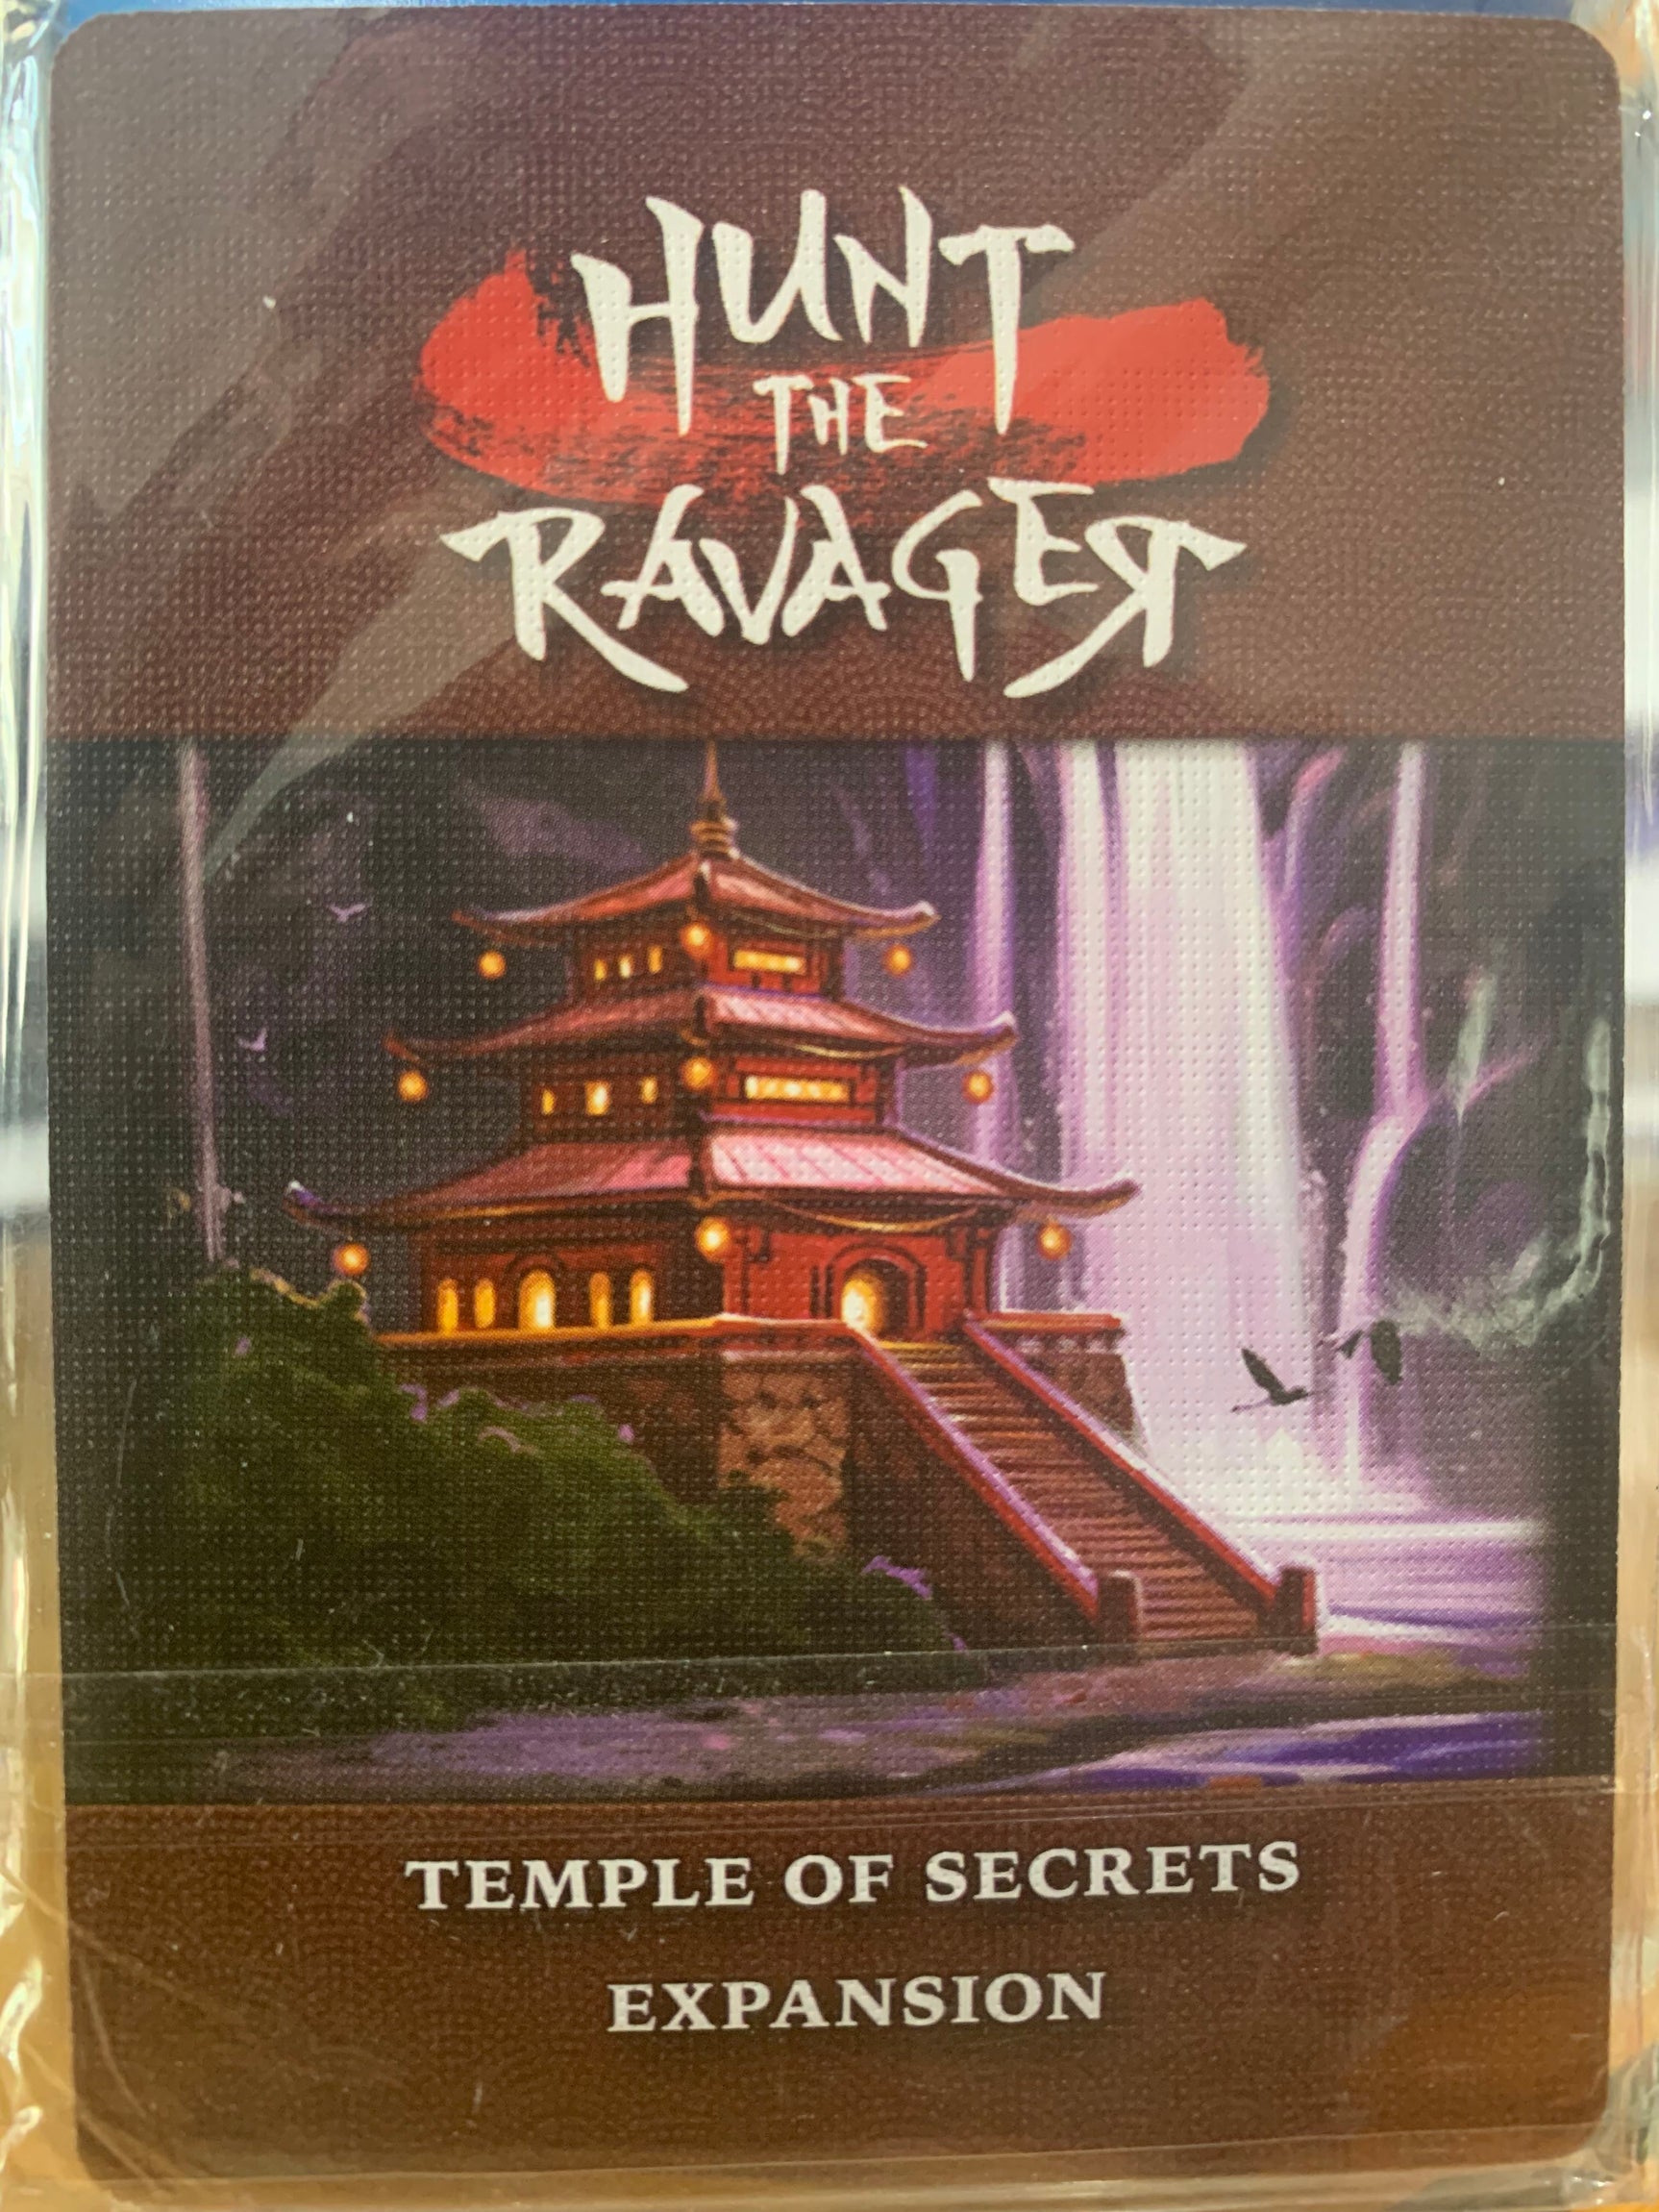 HUNT
THE
RAVAGER
TEMPLE OF SECRETS
EXPANSION